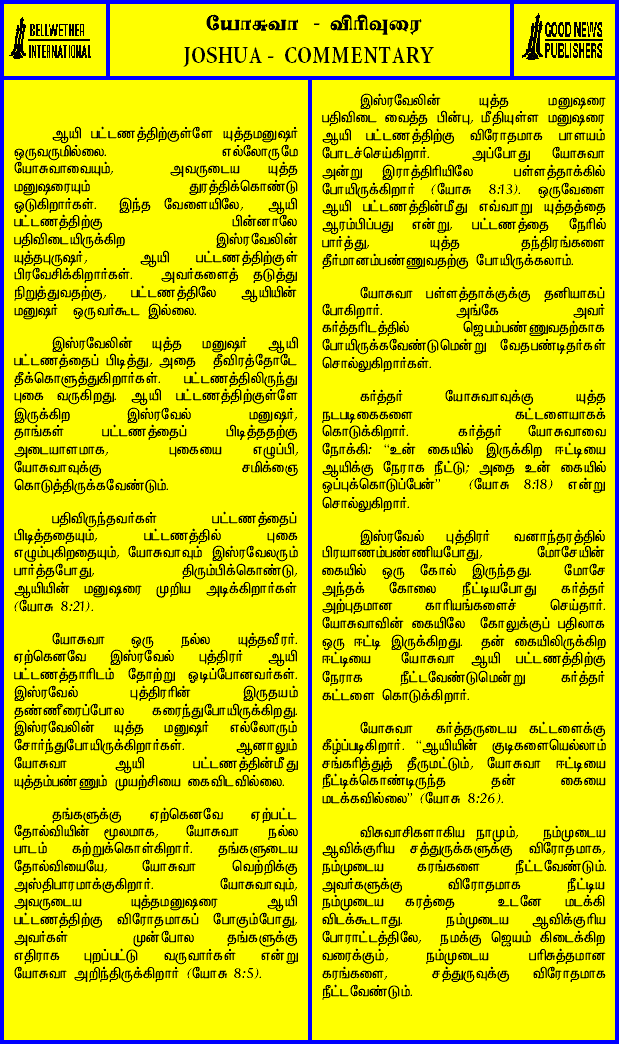 BELLWETHER
INTERNATIONAL
யோசுவா - விரிவுரை
JOSHUA - COMMENTARY
GOOD NEWS
PUBLISHERS
ஆயி பட்டணத்திற்குள்ளே யுத்தமனுஷர்
ஒருவருமில்லை. எல்லோருமே
யோசுவாவையும், அவருடைய யுத்த
மனுஷரையும் துரத்திக்கொண்டு
ஓடுகிறார்கள். இந்த வேளையிலே, ஆயி
பட்டணத்திற்கு பின்னாலே
பதிவிடையிருக்கிற இஸ்ரவேலின்
யுத்தபுருஷர், ஆயி பட்டணத்திற்குள்
பிரவேசிக்கிறார்கள். அவர்களைத் தடுத்து
நிறுத்துவதற்கு, பட்டணத்திலே ஆயியின்
மனுஷர் ஒருவர்கூட இல்லை.
இஸ்ரவேலின் யுத்த மனுஷர் ஆயி
பட்டணத்தைப் பிடித்து, அதை தீவிரத்தோடே
தீக்கொளுத்துகிறார்கள். பட்டணத்திலிருந்து
புகை வருகிறது. ஆயி பட்டணத்திற்குள்ளே
இருக்கிற இஸ்ரவேல் மனுஷர்,
தாங்கள் பட்டணத்தைப் பிடித்ததற்கு
அடையாளமாக, புகையை எழுப்பி,
யோசுவாவுக்கு சமிக்ஞை
கொடுத்திருக்கவேண்டும்.
பதிவிருந்தவர்கள் பட்டணத்தைப்
பிடித்ததையும், பட்டணத்தில் புகை
எழும்புகிறதையும், யோசுவாவும் இஸ்ரவேலரும்
பார்த்தபோது, திரும்பிக்கொண்டு,
ஆயியின் மனுஷரை முறிய அடிக்கிறார்கள்
(யோசு 8:21).
யோசுவா ஒரு நல்ல யுத்தவீரர்.
ஏற்கெனவே இஸ்ரவேல் புத்திரர் ஆயி
பட்டணத்தாரிடம் தோற்று ஓடிப்போனவர்கள்.
இஸ்ரவேல் புத்திரரின் இருதயம்
தண்ணீரைப்போல கரைந்துபோயிருக்கிறது.
இஸ்ரவேலின் யுத்த மனுஷர் எல்லோரும்
சோர்ந்துபோயிருக்கிறார்கள். ஆனாலும்
யோசுவா ஆயி பட்டணத்தின்மீது
யுத்தம்பண்ணும் முயற்சியை கைவிடவில்லை.
தங்களுக்கு ஏற்கெனவே ஏற்பட்ட
தோல்வியின் மூலமாக, யோசுவா நல்ல
பாடம் கற்றுக்கொள்கிறார். தங்களுடைய
தோல்வியையே, யோசுவா வெற்றிக்கு
அஸ்திபாரமாக்குகிறார். யோசுவாவும்,
அவருடைய யுத்தமனுஷரை ஆயி
பட்டணத்திற்கு விரோதமாகப் போகும்போது,
அவர்கள் முன்போல தங்களுக்கு
எதிராக புறப்பட்டு வருவார்கள் என்று
யோசுவா அறிந்திருக்கிறார் (யோசு 8:5).
இஸ்ரவேலின் யுத்த மனுஷரை
பதிவிடை வைத்த பின்பு, மீதியுள்ள மனுஷரை
ஆயி பட்டணத்திற்கு விரோதமாக பாளயம்
போடச்செய்கிறார். அப்போது யோசுவா
அன்று இராத்திரியிலே பள்ளத்தாக்கில்
போயிருக்கிறார் (யோசு 8:13). ஒருவேளை
ஆயி பட்டணத்தின்மீது எவ்வாறு யுத்தத்தை
ஆரம்பிப்பது என்று, பட்டணத்தை நேரில்
பார்த்து, யுத்த தந்திரங்களை
தீர்மானம்பண்ணுவதற்கு போயிருக்கலாம்.
யோசுவா பள்ளத்தாக்குக்கு தனியாகப்
போகிறார். அங்கே அவர்
கர்த்தரிடத்தில் ஜெபம்பண்ணுவதற்காக
போயிருக்கவேண்டுமென்று வேதபண்டிதர்கள்
சொல்லுகிறார்கள்.
கர்த்தர் யோசுவாவுக்கு யுத்த
நடபடிகைகளை கட்டளையாகக்
கொடுக்கிறார். கர்த்தர் யோசுவாவை
நோக்கி: "உன் கையில் இருக்கிற ஈட்டியை
ஆயிக்கு நேராக நீட்டு; அதை உன் கையில்
ஒப்புக்கொடுப்பேன்" (யோசு 8:18) என்று
சொல்லுகிறார்.
இஸ்ரவேல் புத்திரர் வனாந்தரத்தில்
பிரயாணம்பண்ணியபோது, மோசேயின்
கையில் ஒரு கோல் இருந்தது. மோசே
அந்தக் கோலை நீட்டியபோது கர்த்தர்
அற்புதமான காரியங்களைச் செய்தார்.
யோசுவாவின் கையிலே கோலுக்குப் பதிலாக
ஒரு ஈட்டி இருக்கிறது. தன் கையிலிருக்கிற
ஈட்டியை யோசுவா ஆயி பட்டணத்திற்கு
நேராக நீட்டவேண்டுமென்று கர்த்தர்
கட்டளை கொடுக்கிறார்.
யோசுவா கர்த்தருடைய கட்டளைக்கு
கீழ்ப்படிகிறார். "ஆயியின் குடிகளையெல்லாம்
சங்கரித்துத் தீருமட்டும், யோசுவா ஈட்டியை
நீட்டிக்கொண்டிருந்த தன் கையை
மடக்கவில்லை" (யோசு 8:26).
விசுவாசிகளாகிய நாமும், நம்முடைய
ஆவிக்குரிய சத்துருக்களுக்கு விரோதமாக,
நம்முடைய கரங்களை நீட்டவேண்டும்.
அவர்களுக்கு விரோதமாக நீட்டிய
நம்முடைய கரத்தை உடனே மடக்கி
விடக்கூடாது. நம்முடைய ஆவிக்குரிய
போராட்டத்திலே, நமக்கு ஜெயம் கிடைக்கிற
வரைக்கும், நம்முடைய பரிசுத்தமான
கரங்களை, சத்துருவுக்கு விரோதமாக
நீட்டவேண்டும்.